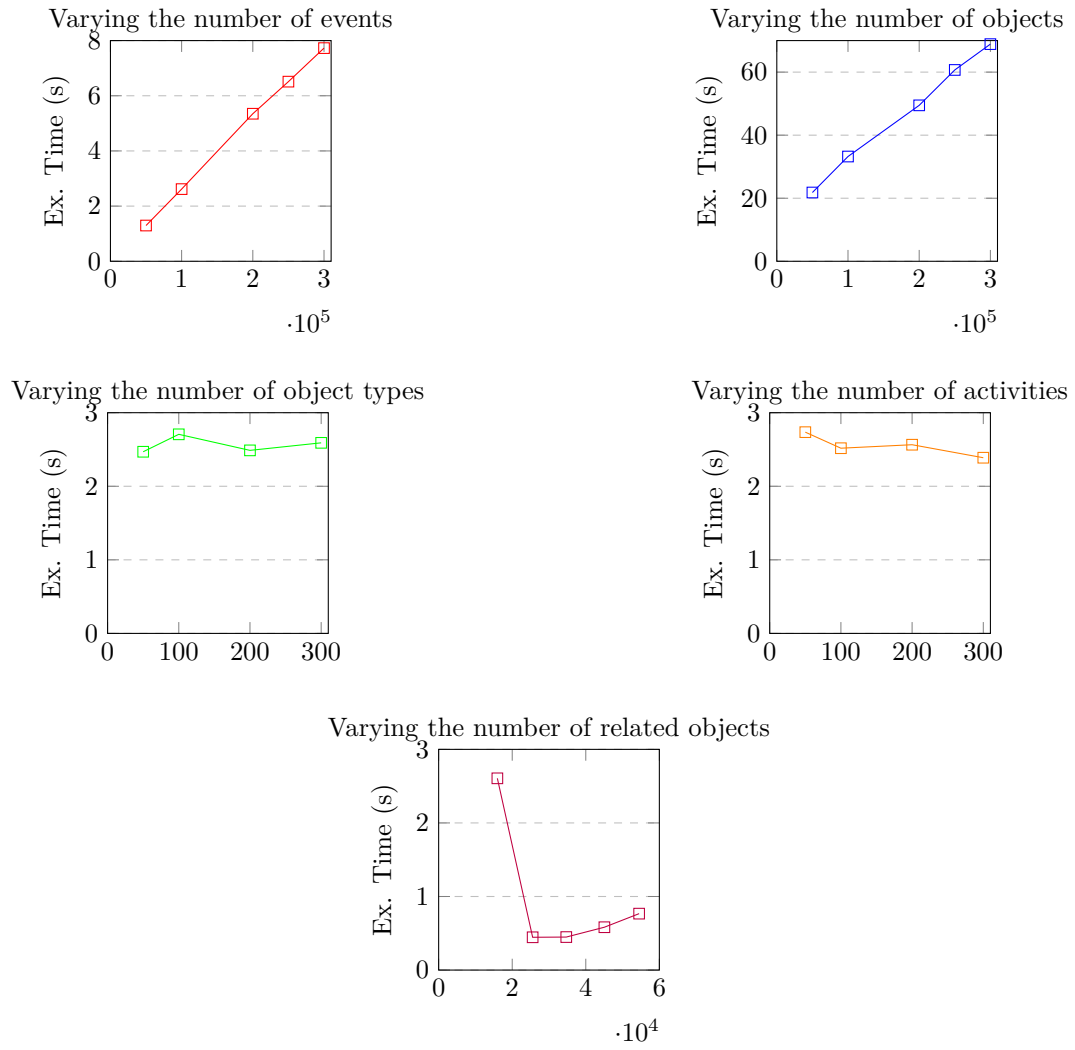 Varying the number of events
Ex. Time (s)
8
6
4
2
0
0 1 2 3
·10^5
Varying the number of objects
Ex. Time (s)
60
40
20
0
0 1 2 3
·10^5
Varying the number of object types
Ex. Time (s)
3
2
1
0
0 100 200 300
Varying the number of activities
Ex. Time (s)
3
2
1
0
0 100 200 300
Varying the number of related objects
Ex. Time (s)
3
2
1
0
0 2 4 6
·10^4